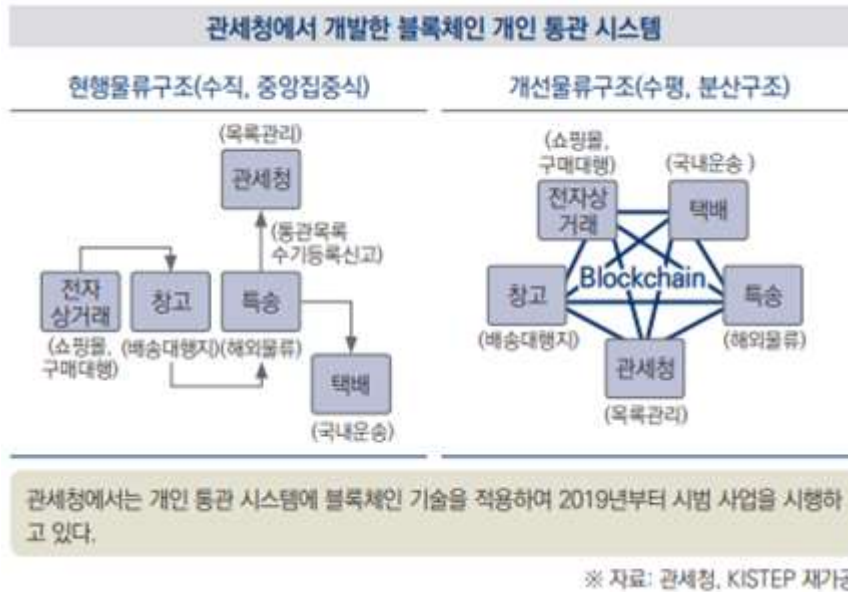 관세청에서 개발한 블록체인 개인 통관 시스템
현행물류구조(수직, 중앙집중식)
(목록관리)
관세청
(통관목록
수기등록신고)
전자
상거래
창고
특송
(쇼핑몰,
구매대행)
(배송대행지)
(해외물류)
택배
(국내운송)
개선물류구조(수평, 분산구조)
(쇼핑몰,
구매대행)
(국내운송 )
전자상
거래
택배
Blockchain
창고
특송
(배송대행지)
(해외물류)
관세청
(목록관리)
관세청에서는 개인 통관 시스템에 블록체인 기술을 적용하여 2019년부터 시범 사업을 시행하
고 있다.
※ 자료: 관세청, KISTEP 재가공